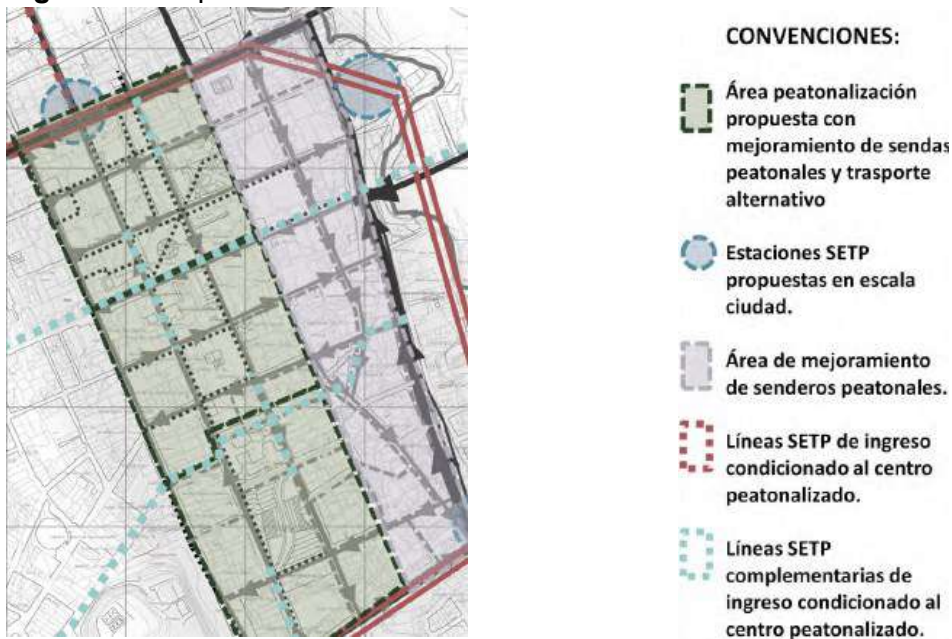 CONVENCIONES:
Área peatonalización
propuesta con
mejoramiento de sendas
peatonales y trasporte
alternativo
Estaciones SETP
propuestas en escala
ciudad.
Área de mejoramiento
de senderos peatonales.
Líneas SETP de ingreso
condicionado al centro
peatonalizado.
Líneas SETP
complementarias de
ingreso condicionado al
centro peatonalizado.